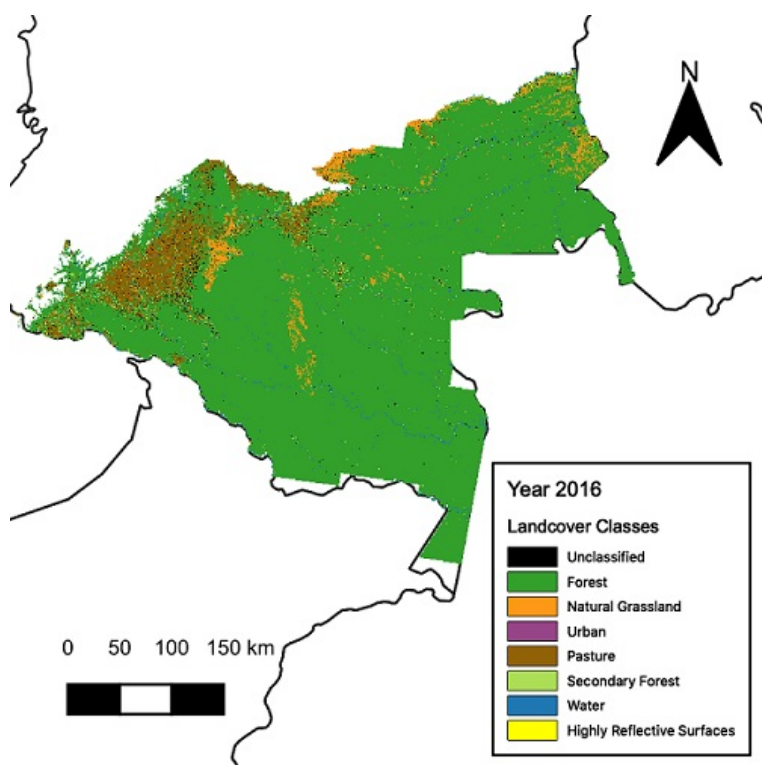 N
Year 2016
Landcover Classes
Unclassified
Forest
Natural Grassland
Urban
Pasture
Secondary Forest
Water
Highly Reflective Surfaces
0 50 100 150 km